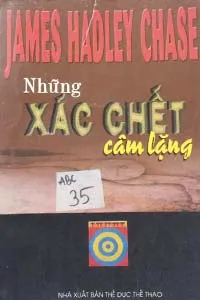 JAMES HADLEY CHASE
Những
XÁC CHẾT
câm lặng
ABC
35
NHÀ XUẤT BẢN THỂ DỤC THỂ THAO